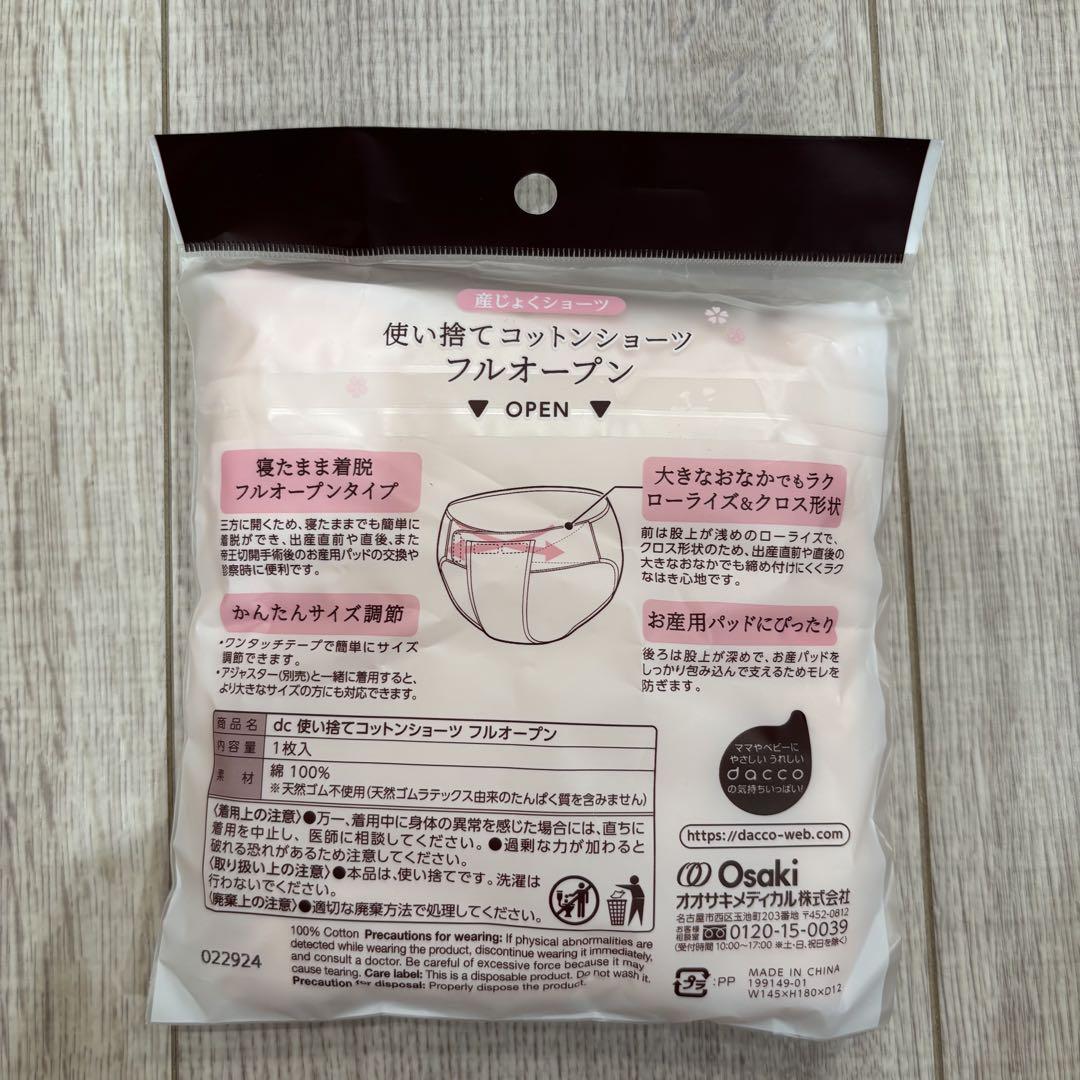 産じょくショーツ
使い捨てコットンショーツ
フルオープン
▼ OPEN ▼
寝たまま着脱
フルオープンタイプ
三方に開くため、寝たままでも簡単に
着脱ができ、出産直前や直後、また
帝王切開手術後のお産用パッドの交換や
診察時に便利です。
かんたんサイズ調節
・ワンタッチテープで簡単にサイズ
調節できます。
・アジャスター(別売)と一緒に着用すると、
より大きなサイズの方にも対応できます。
大きなおなかでもラク
ローライズ&クロス形状
前は股上が浅めのローライズで、
クロス形状のため、出産直前や直後の
大きなおなかでも締め付けにくくラク
なはき心地です。
お産用パッドにぴったり
後ろは股上が深めで、お産パッドを
しっかり包み込んで支えるためモレを
防ぎます。
商品名 dc 使い捨てコットンショーツ フルオープン
内容量 1枚入
素材 綿 100%
※天然ゴム不使用(天然ゴムラテックス由来のたんぱく質を含みません)
〈着用上の注意〉●万一、着用中に身体の異常を感じた場合には、直ちに
着用を中止し、医師に相談してください。●過剰な力が加わると
破れる恐れがあるため注意してください。
〈取り扱い上の注意〉●本品は、使い捨てです。洗濯は
行わないでください。
〈廃棄上の注意〉●適切な廃棄方法で処理してください。
100% Cotton Precautions for wearing: If physical abnormalities are
detected while wearing the product, discontinue wearing it immediately,
and consult a doctor. Be careful of excessive force because it may
cause tearing. Care label: This is a disposable product. Do not wash it.
Precaution for disposal: Properly dispose the product.
022924
ママやベビーに
やさしい うれしい
dacco
の気持ちいっぱい!
https://dacco-web.com
Osaki
オオサキメディカル株式会社
名古屋市西区玉池町203番地 〒452-0812
お客様
相談室 0120-15-0039
(受付時間 10:00〜17:00 ※土・日、祝日を除く)
プラ :PP
MADE IN CHINA
199149-01
W145×H180×D12